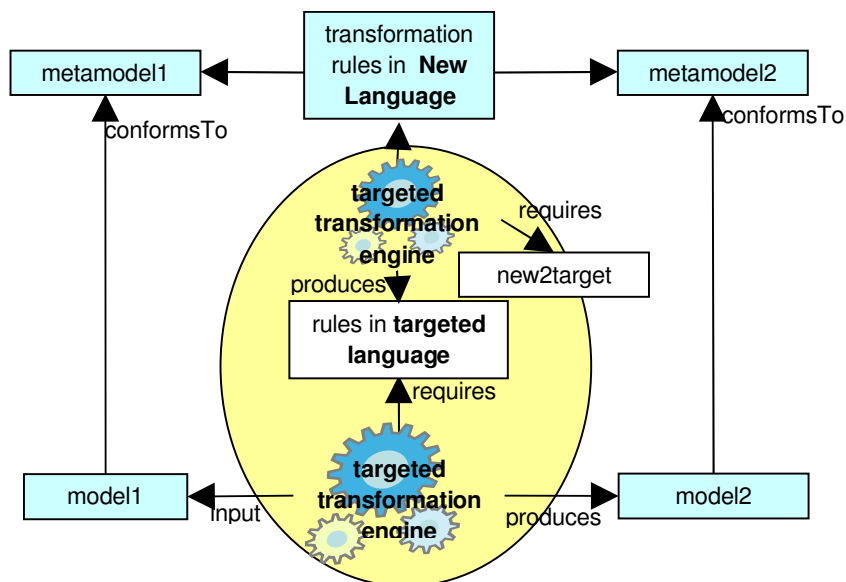 transformation
rules in New
Language
metamodel1
metamodel2
conformsTo
conformsTo
targeted
transformation
engine
requires
new2target
produces
rules in targeted
language
requires
targeted
transformation
engine
model1
model2
Input
produces